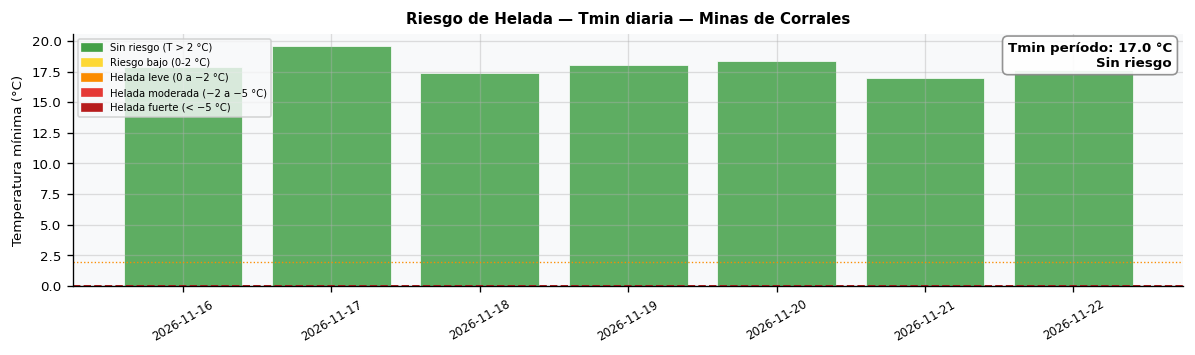 Riesgo de Helada — Tmin diaria — Minas de Corrales
Temperatura mínima (°C)
20.0
17.5
15.0
12.5
10.0
7.5
5.0
2.5
0.0
Sin riesgo (T > 2 °C)
Riesgo bajo (0-2 °C)
Helada leve (0 a −2 °C)
Helada moderada (−2 a −5 °C)
Helada fuerte (< −5 °C)
Tmin período: 17.0 °C
Sin riesgo
2026-11-16
2026-11-17
2026-11-18
2026-11-19
2026-11-20
2026-11-21
2026-11-22